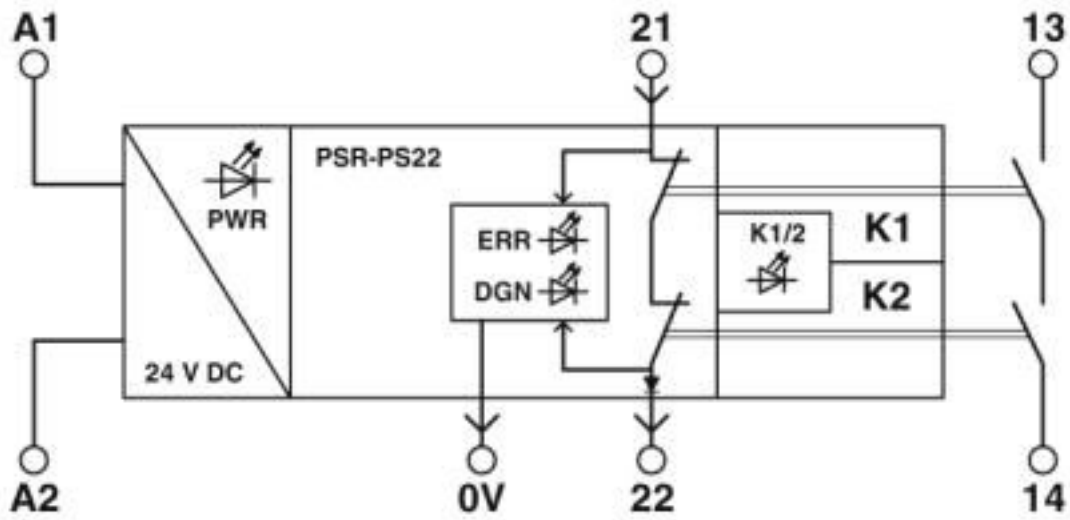 A1 21 13
PSR-PS22
PWR
ERR
DGN
K1/2
K1
K2
24 V DC
A2 0V 22 14